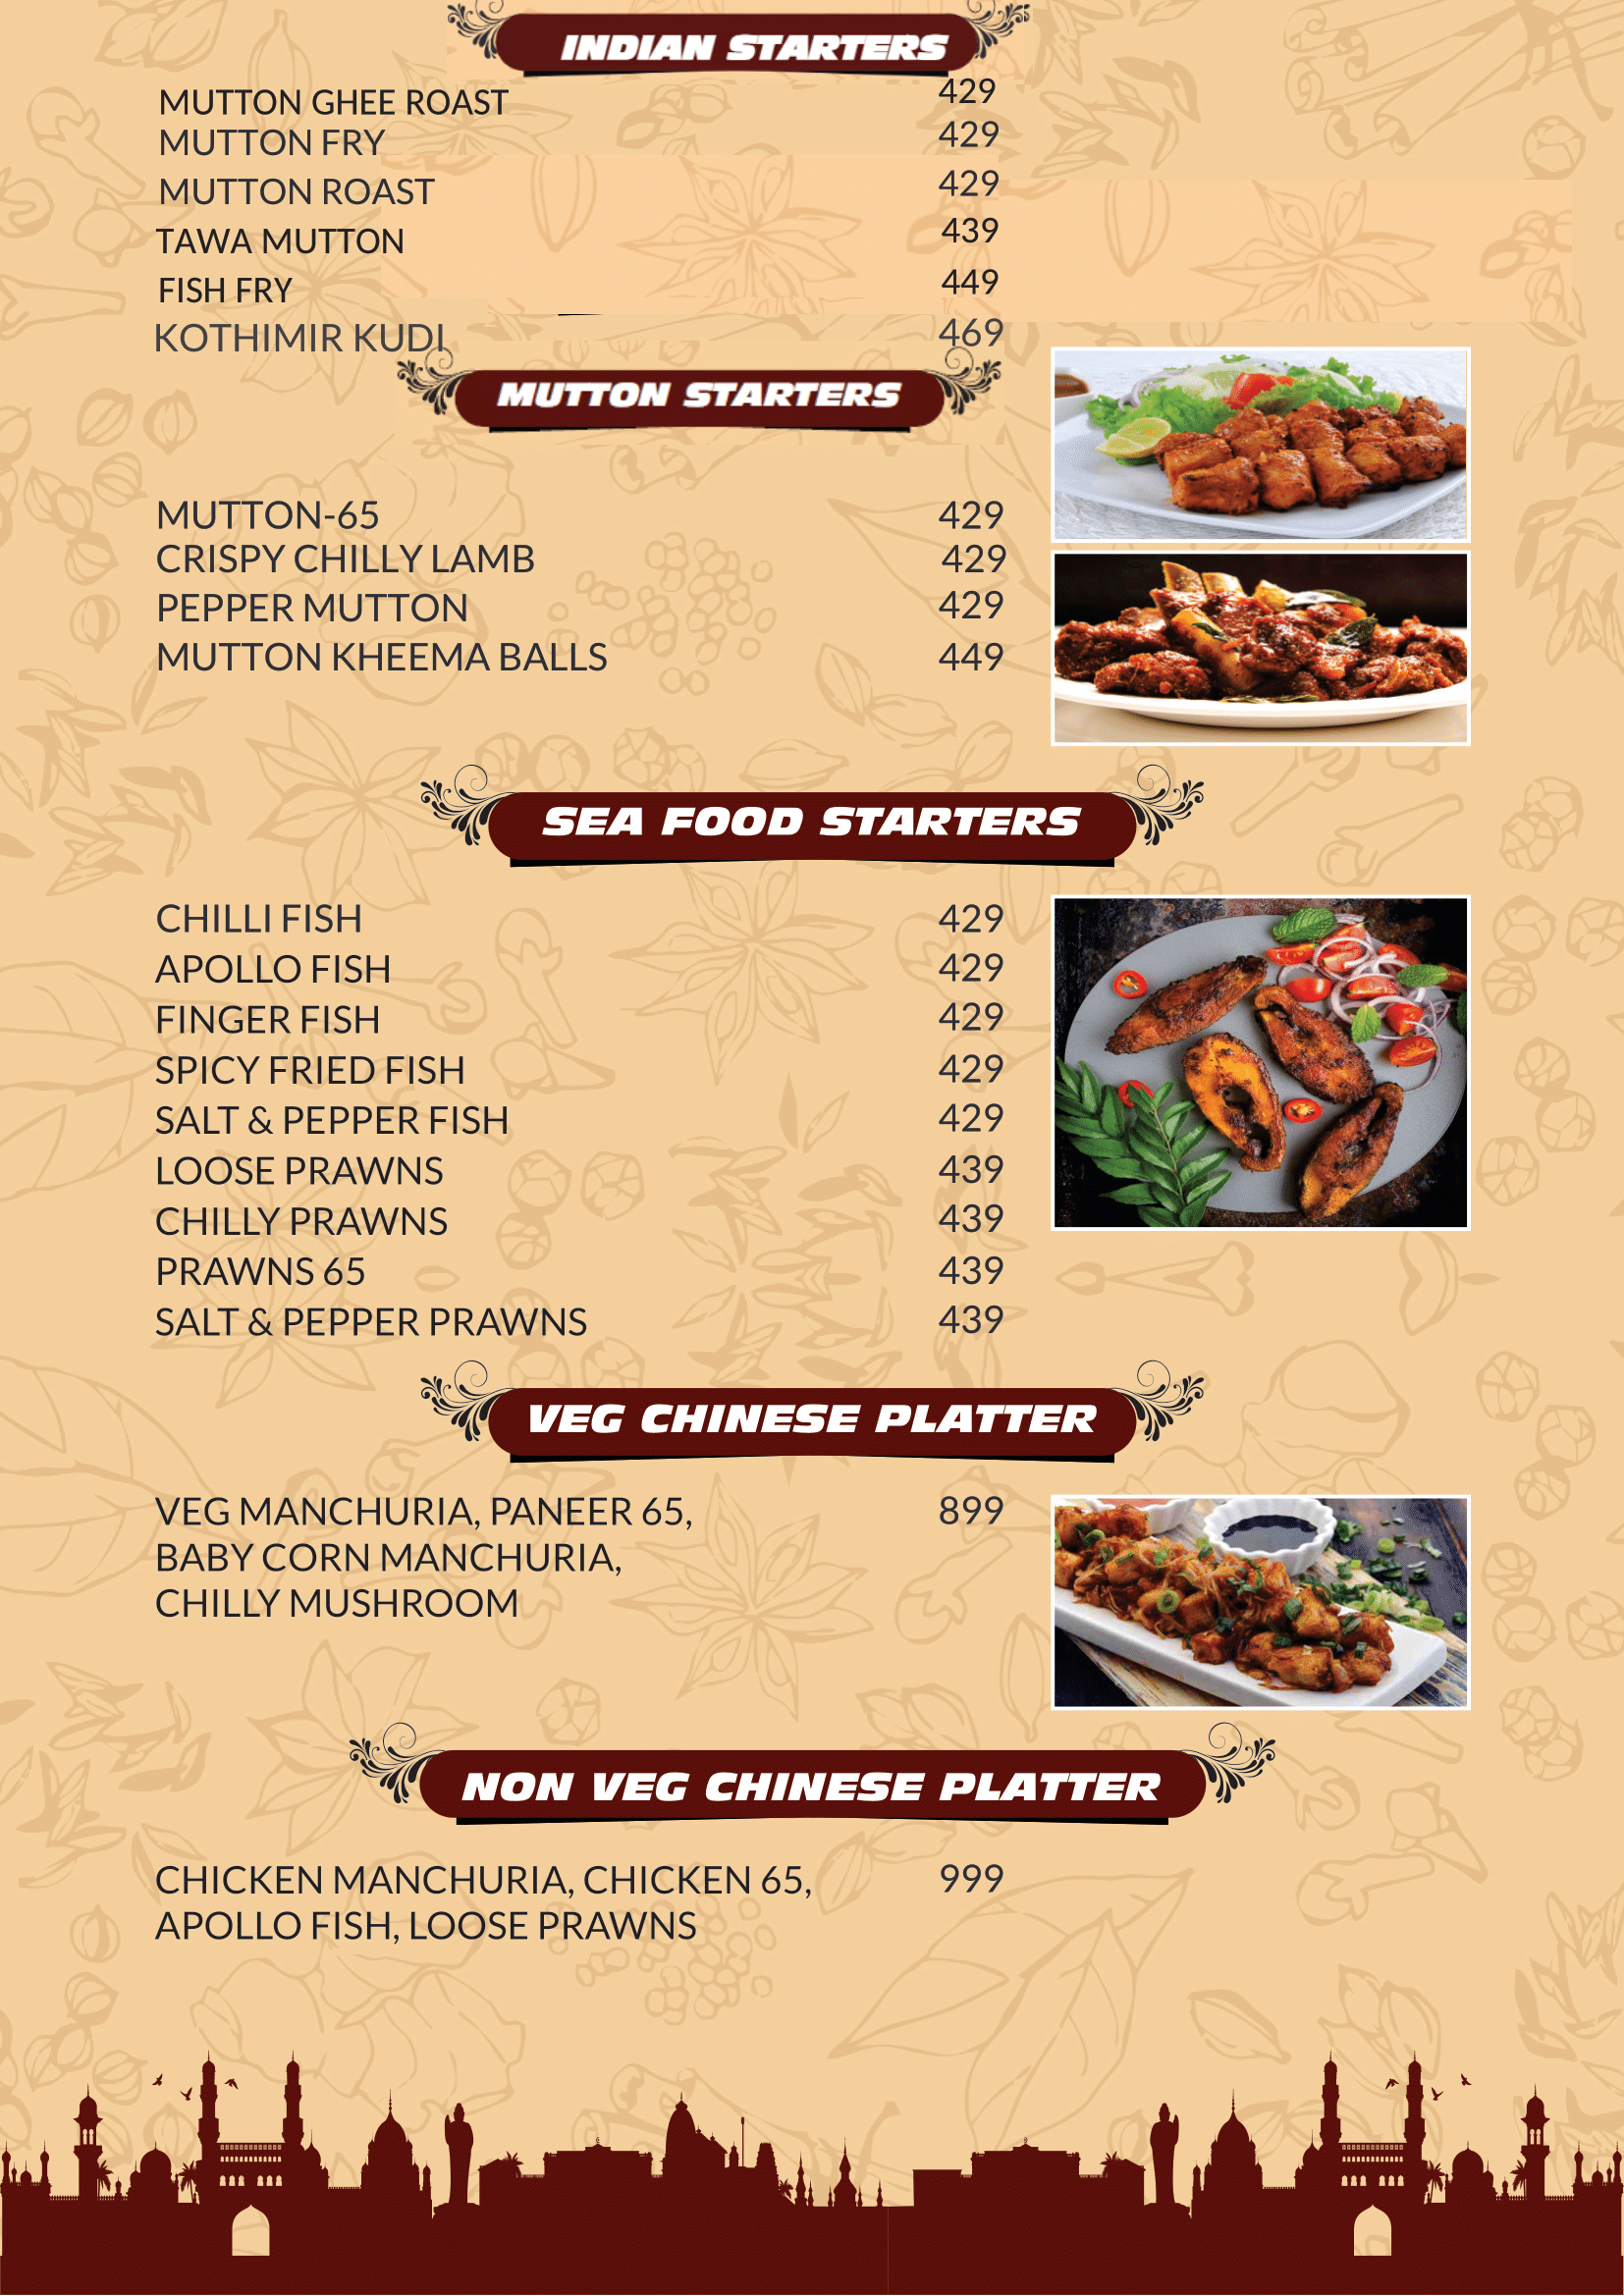 INDIAN STARTERS
MUTTON GHEE ROAST 429
MUTTON FRY 429
MUTTON ROAST 429
TAWA MUTTON 439
FISH FRY 449
KOTHIMIR KUDI 469
MUTTON STARTERS
MUTTON-65 429
CRISPY CHILLY LAMB 429
PEPPER MUTTON 429
MUTTON KHEEMA BALLS 449
SEA FOOD STARTERS
CHILLI FISH 429
APOLLO FISH 429
FINGER FISH 429
SPICY FRIED FISH 429
SALT & PEPPER FISH 429
LOOSE PRAWNS 439
CHILLY PRAWNS 439
PRAWNS 65 439
SALT & PEPPER PRAWNS 439
VEG CHINESE PLATTER
VEG MANCHURIA, PANEER 65, 899
BABY CORN MANCHURIA,
CHILLY MUSHROOM
NON VEG CHINESE PLATTER
CHICKEN MANCHURIA, CHICKEN 65, 999
APOLLO FISH, LOOSE PRAWNS